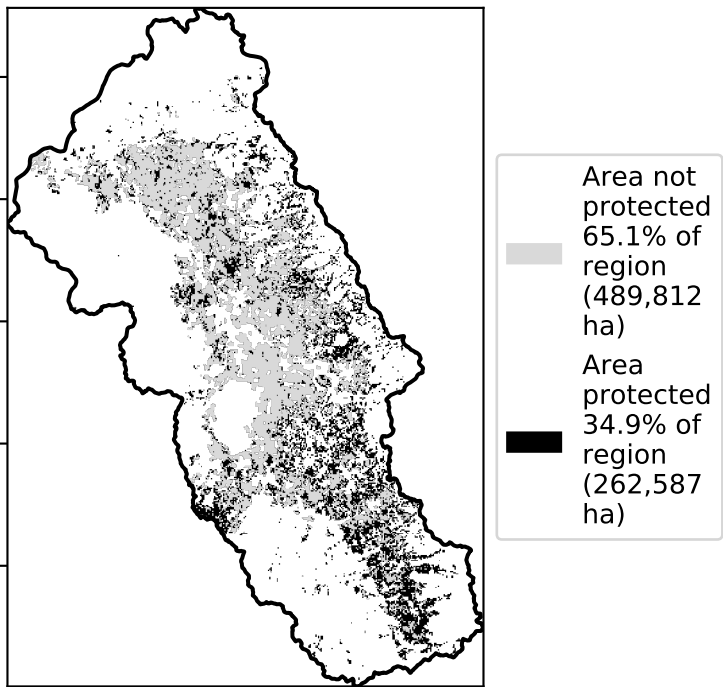 Area not
protected
65.1% of
region
(489,812
ha)
Area
protected
34.9% of
region
(262,587
ha)